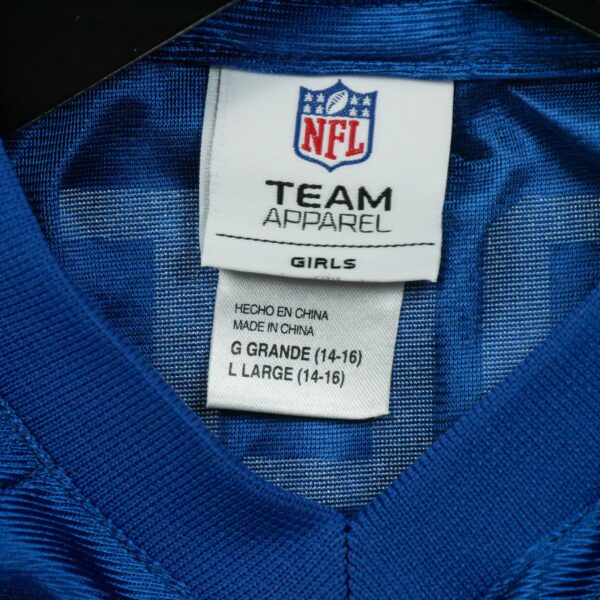 NFL
TEAM
APPAREL
GIRLS
HECHO EN CHINA
MADE IN CHINA
G GRANDE (14-16)
L LARGE (14-16)